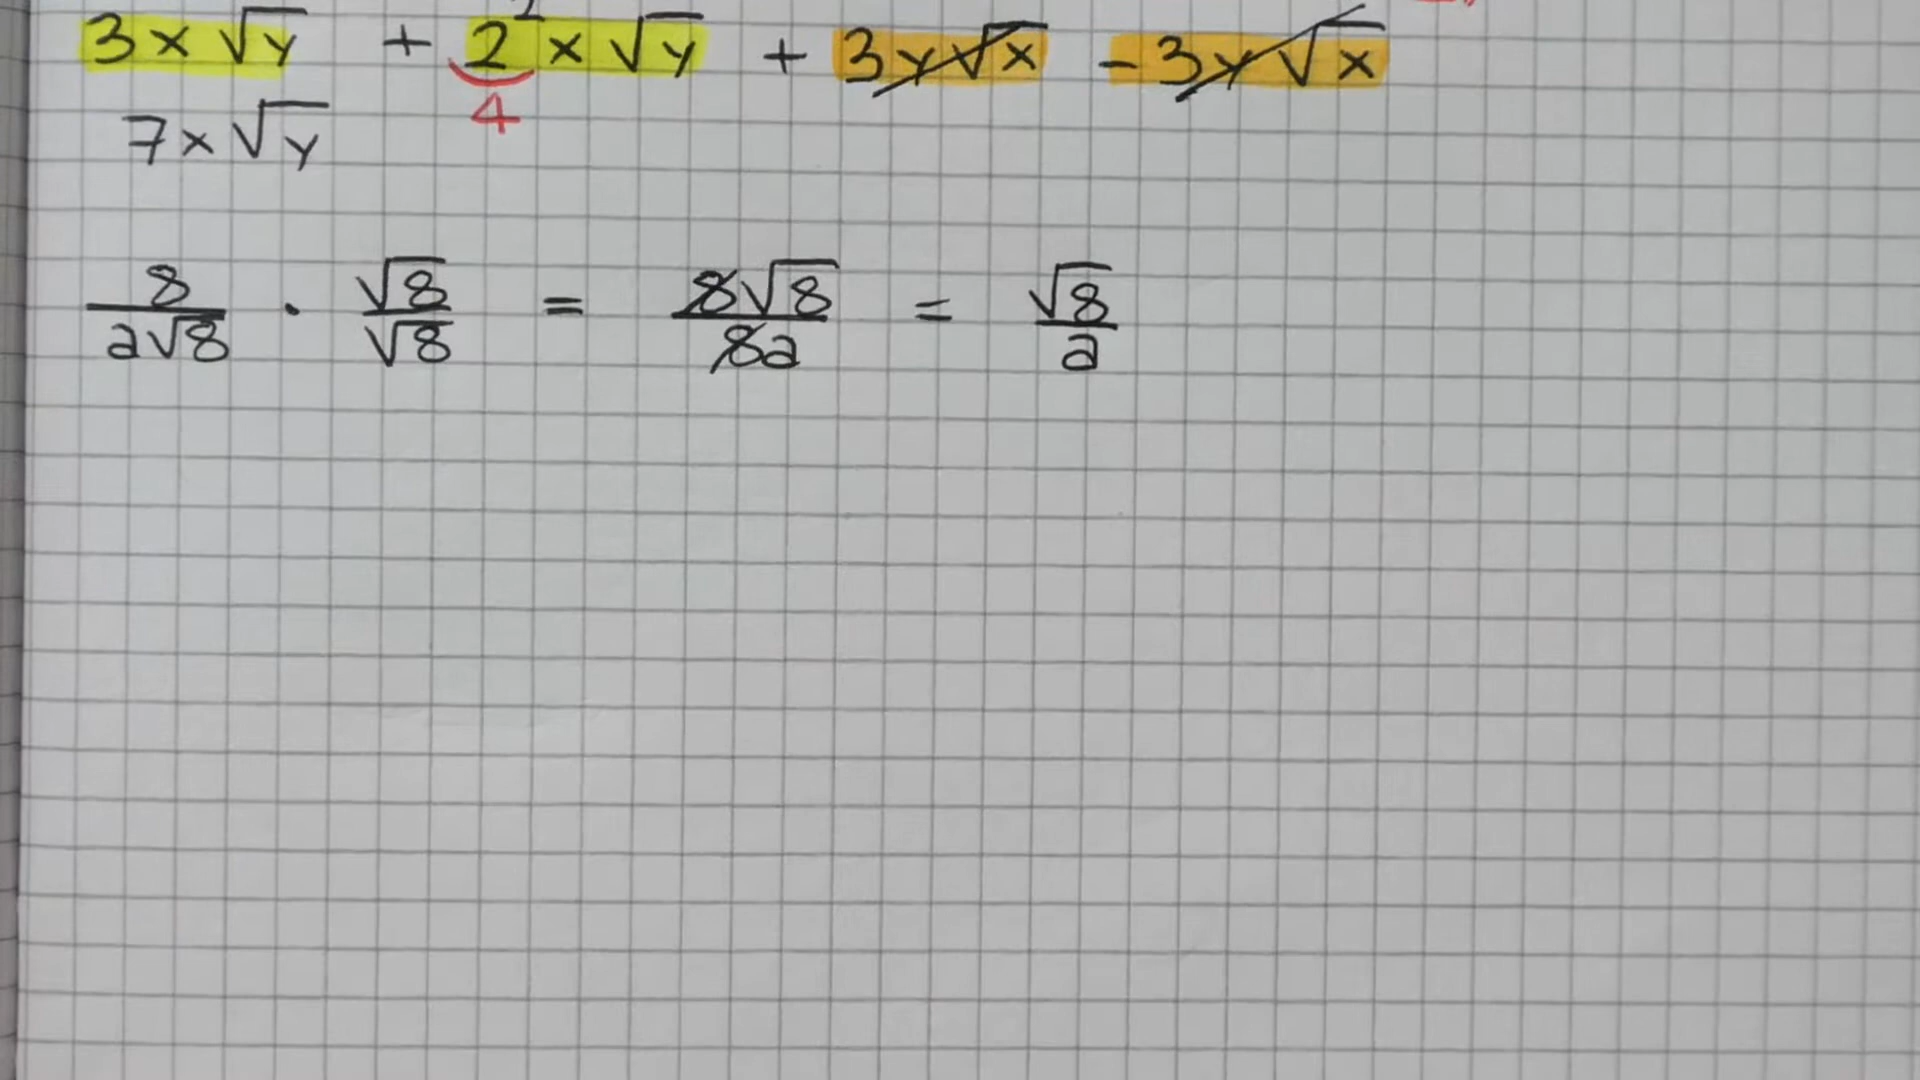 3x√y + 2²x√y + 3y√x - 3y√x
4
7x√y
8/a√8 · √8/√8 = 8√8/8a = √8/a